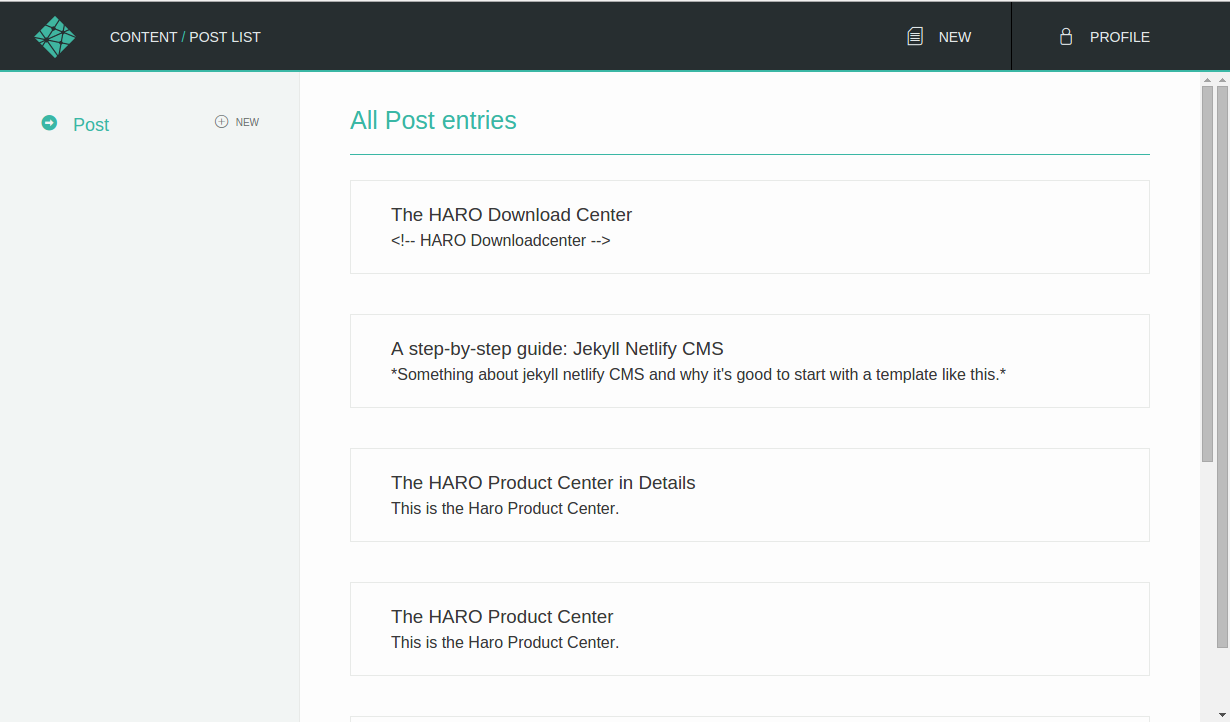 CONTENT / POST LIST
NEW
PROFILE
Post
NEW
All Post entries
The HARO Download Center
<!-- HARO Downloadcenter -->
A step-by-step guide: Jekyll Netlify CMS
*Something about jekyll netlify CMS and why it's good to start with a template like this.*
The HARO Product Center in Details
This is the Haro Product Center.
The HARO Product Center
This is the Haro Product Center.